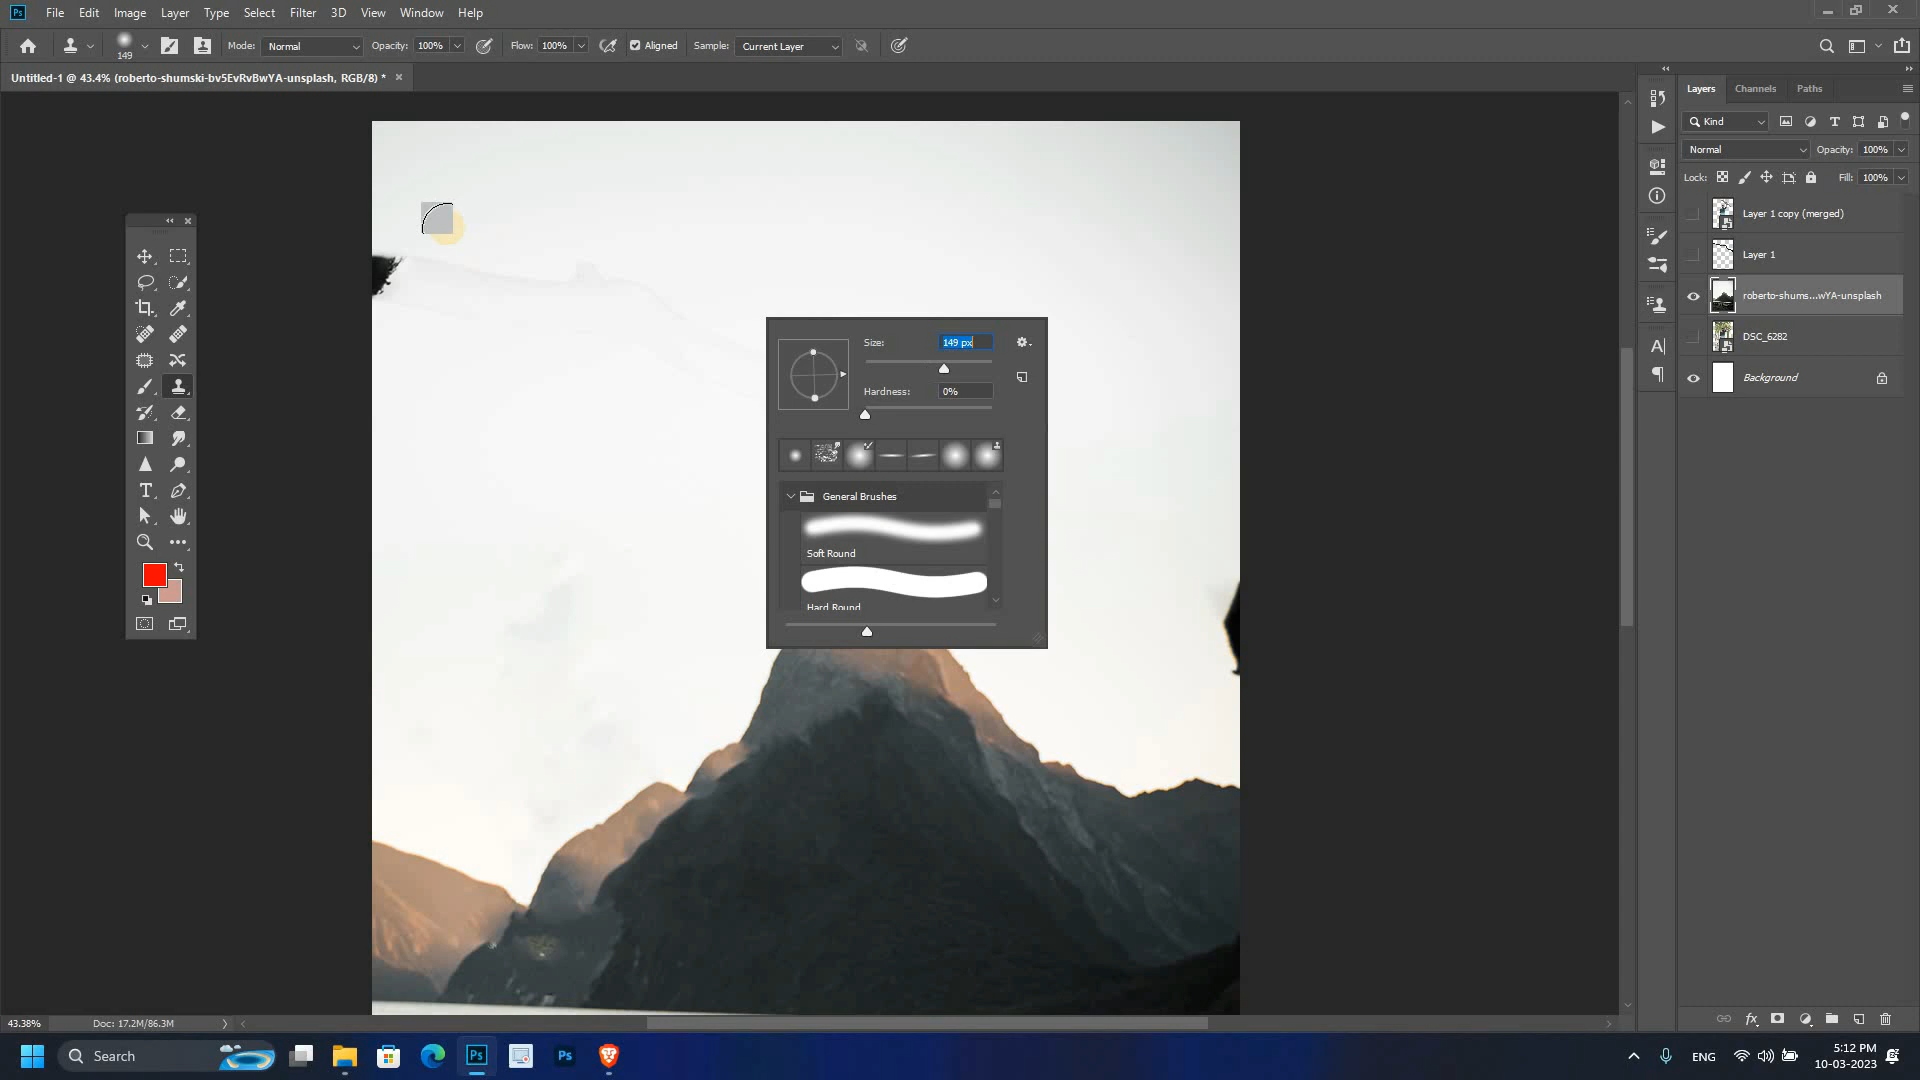 Ps File Edit Image Layer Type Select Filter 3D View Window Help
149 Mode: Normal Opacity: 100% Flow: 100% Aligned Sample: Current Layer
Untitled-1 @ 43.4% (roberto-shumski-bv5EvRvBwYA-unsplash, RGB/8) * ×
Layers Channels Paths
Kind
Normal Opacity: 100%
Lock: Fill: 100%
Layer 1 copy (merged)
Layer 1
roberto-shums...wYA-unsplash
DSC_6282
Background
Size: 149 px
Hardness: 0%
General Brushes
Soft Round
Hard Round
43.38% Doc: 17.2M/86.3M
Search
Ps
Ps
ENG
5:12 PM
10-03-2023